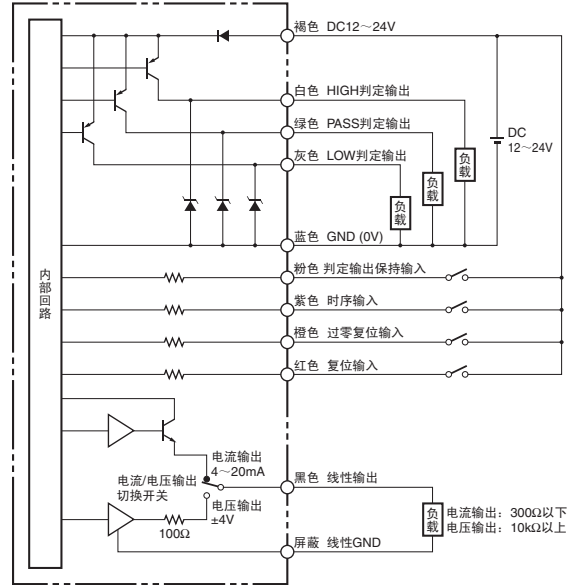 褐色 DC12～24V
白色 HIGH判定输出
绿色 PASS判定输出
DC
12～24V
灰色 LOW判定输出
负载
负载
负载
蓝色 GND (0V)
内部回路
粉色 判定输出保持输入
紫色 时序输入
橙色 过零复位输入
红色 复位输入
电流输出
4～20mA
电流/电压输出
切换开关
黑色 线性输出
电压输出
±4V
100Ω
负载
电流输出：300Ω以下
电压输出：10kΩ以上
屏蔽 线性GND